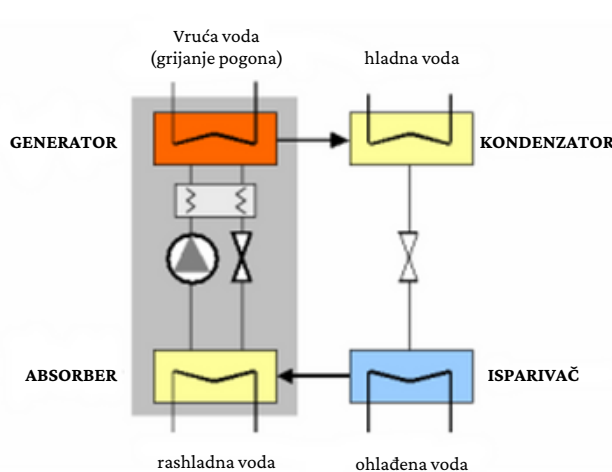 Vruća voda
(grijanje pogona)
hladna voda
GENERATOR
KONDENZATOR
ABSORBER
ISPARIVAČ
rashladna voda
ohlađena voda